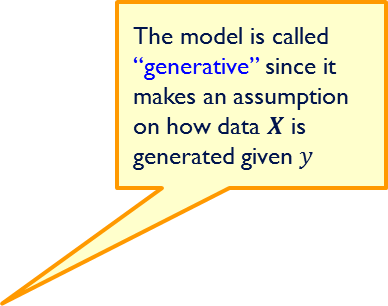 The model is called
“generative” since it
makes an assumption
on how data X is
generated given y